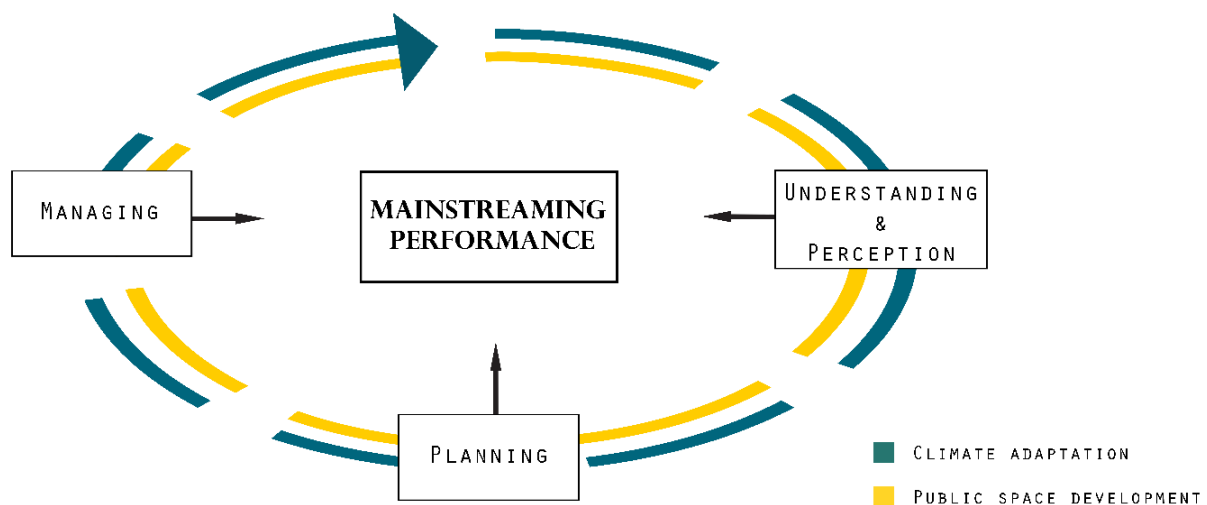 MANAGING
MAINSTREAMING
PERFORMANCE
UNDERSTANDING
&
PERCEPTION
PLANNING
CLIMATE ADAPTATION
PUBLIC SPACE DEVELOPMENT